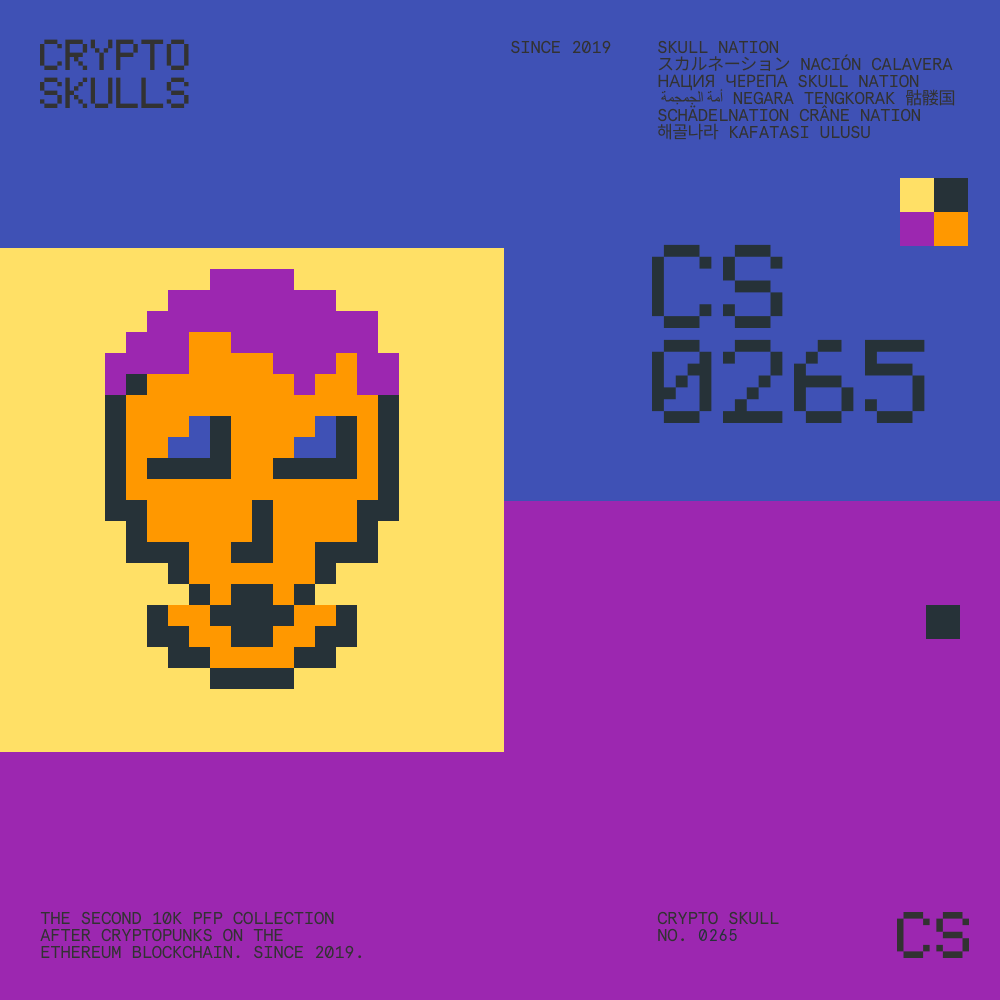 CRYPTO
SKULLS
SINCE 2019
SKULL NATION
スカルネーション NACIÓN CALAVERA
НАЦИЯ ЧЕРЕПА SKULL NATION
أمة الجمجمة NEGARA TENGKORAK 骷髅国
SCHÄDELNATION CRÂNE NATION
해골나라 KAFATASI ULUSU
CS
0265
THE SECOND 10K PFP COLLECTION
AFTER CRYPTOPUNKS ON THE
ETHEREUM BLOCKCHAIN. SINCE 2019.
CRYPTO SKULL
NO. 0265
CS